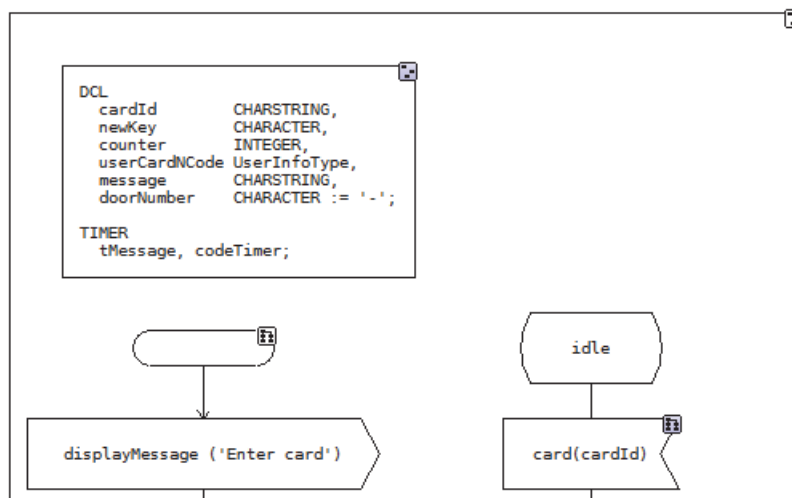 DCL
cardId CHARSTRING,
newKey CHARACTER,
counter INTEGER,
userCardNCode UserInfoType,
message CHARSTRING,
doorNumber CHARACTER := '-';
TIMER
tMessage, codeTimer;
idle
displayMessage ('Enter card')
card(cardId)